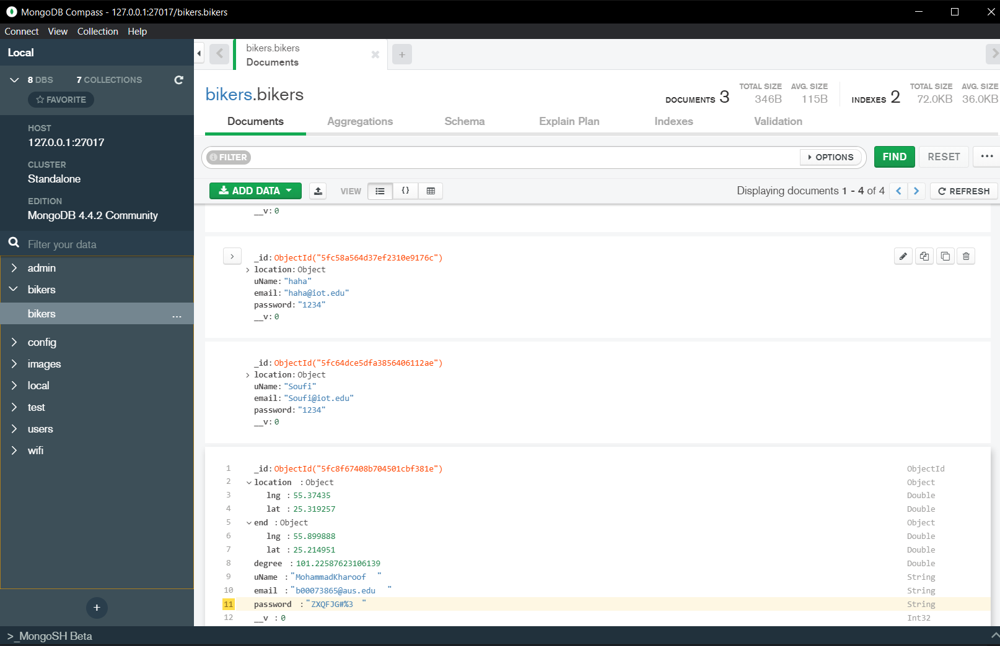 MongoDB Compass - 127.0.0.1:27017/bikers.bikers
Connect View Collection Help
Local
8 DBS 7 COLLECTIONS
FAVORITE
HOST
127.0.0.1:27017
CLUSTER
Standalone
EDITION
MongoDB 4.4.2 Community
Filter your data
admin
bikers
bikers ...
config
images
local
test
users
wifi
+
>_MongoSH Beta
bikers.bikers
Documents
+
bikers.bikers
DOCUMENTS 3 TOTAL SIZE 346B AVG. SIZE 115B INDEXES 2 TOTAL SIZE 72.0KB AVG. SIZE 36.0KB
Documents Aggregations Schema Explain Plan Indexes Validation
FILTER OPTIONS FIND RESET ...
ADD DATA VIEW {} Displaying documents 1 - 4 of 4 REFRESH
__v: 0
_id: ObjectId("5fc58a564d37ef2310e9176c")
location: Object
uName: "haha"
email: "haha@iot.edu"
password: "1234"
__v: 0
_id: ObjectId("5fc64dce5dfa3856406112ae")
location: Object
uName: "Soufi"
email: "Soufi@iot.edu"
password: "1234"
__v: 0
1 _id: ObjectId("5fc8f67408b704501cbf381e") ObjectId
2 location : Object Object
3 lng : 55.37435 Double
4 lat : 25.319257 Double
5 end : Object Object
6 lng : 55.899888 Double
7 lat : 25.214951 Double
8 degree : 101.22587623106139 Double
9 uName : "MohammadKharoof " String
10 email : "b00073865@aus.edu " String
11 password : "ZXQFJG#%3 " String
12 __v : 0 Int32